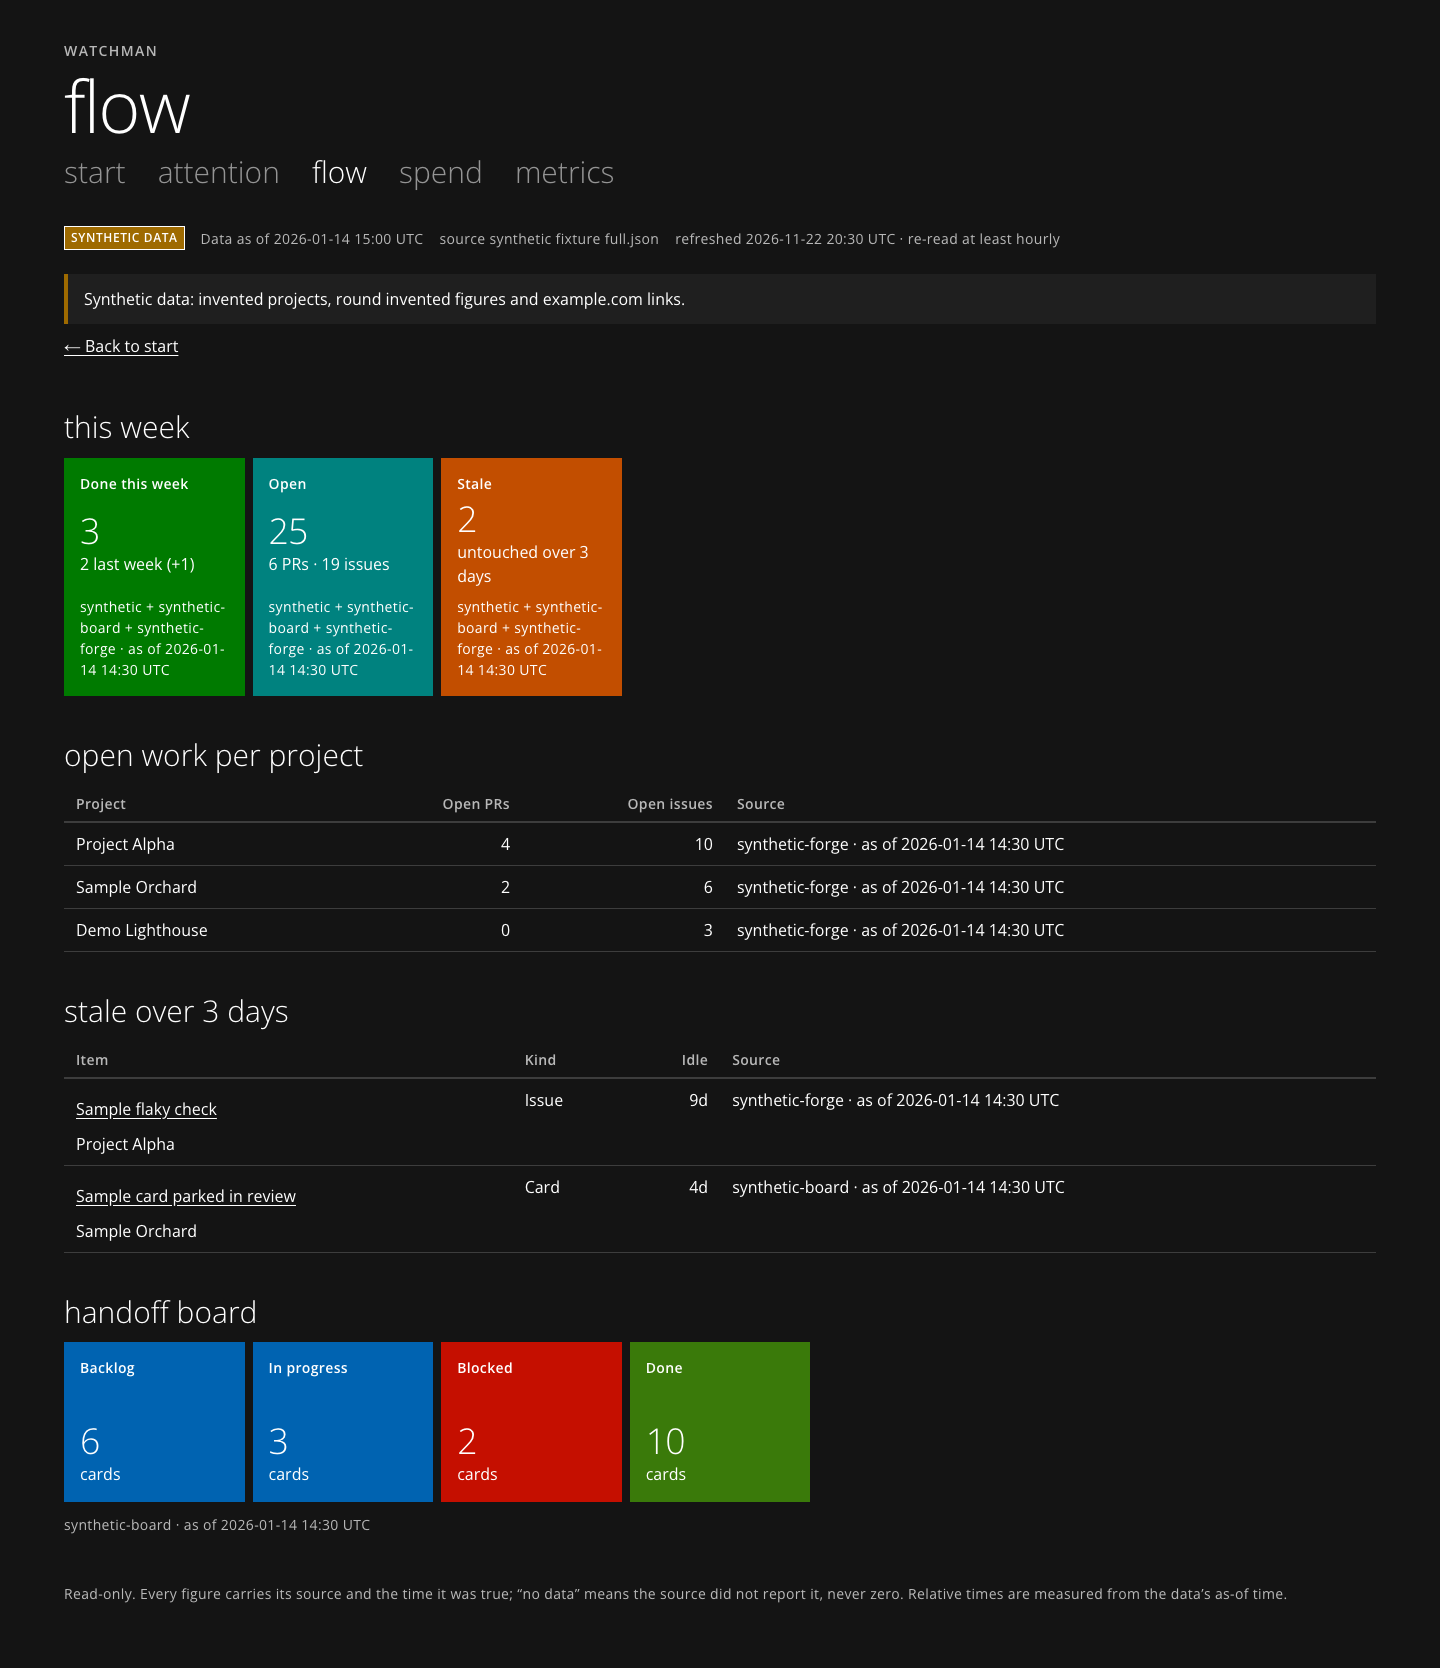 WATCHMAN
flow
start attention flow spend metrics
SYNTHETIC DATA Data as of 2026-01-14 15:00 UTC source synthetic fixture full.json refreshed 2026-11-22 20:30 UTC · re-read at least hourly
Synthetic data: invented projects, round invented figures and example.com links.
← Back to start
this week
Done this week
3
2 last week (+1)
synthetic + synthetic-
board + synthetic-
forge · as of 2026-01-
14 14:30 UTC
Open
25
6 PRs · 19 issues
synthetic + synthetic-
board + synthetic-
forge · as of 2026-01-
14 14:30 UTC
Stale
2
untouched over 3
days
synthetic + synthetic-
board + synthetic-
forge · as of 2026-01-
14 14:30 UTC
open work per project
Project Open PRs Open issues Source
Project Alpha 4 10 synthetic-forge · as of 2026-01-14 14:30 UTC
Sample Orchard 2 6 synthetic-forge · as of 2026-01-14 14:30 UTC
Demo Lighthouse 0 3 synthetic-forge · as of 2026-01-14 14:30 UTC
stale over 3 days
Item Kind Idle Source
Sample flaky check Issue 9d synthetic-forge · as of 2026-01-14 14:30 UTC
Project Alpha
Sample card parked in review Card 4d synthetic-board · as of 2026-01-14 14:30 UTC
Sample Orchard
handoff board
Backlog
6
cards
In progress
3
cards
Blocked
2
cards
Done
10
cards
synthetic-board · as of 2026-01-14 14:30 UTC
Read-only. Every figure carries its source and the time it was true; “no data” means the source did not report it, never zero. Relative times are measured from the data’s as-of time.